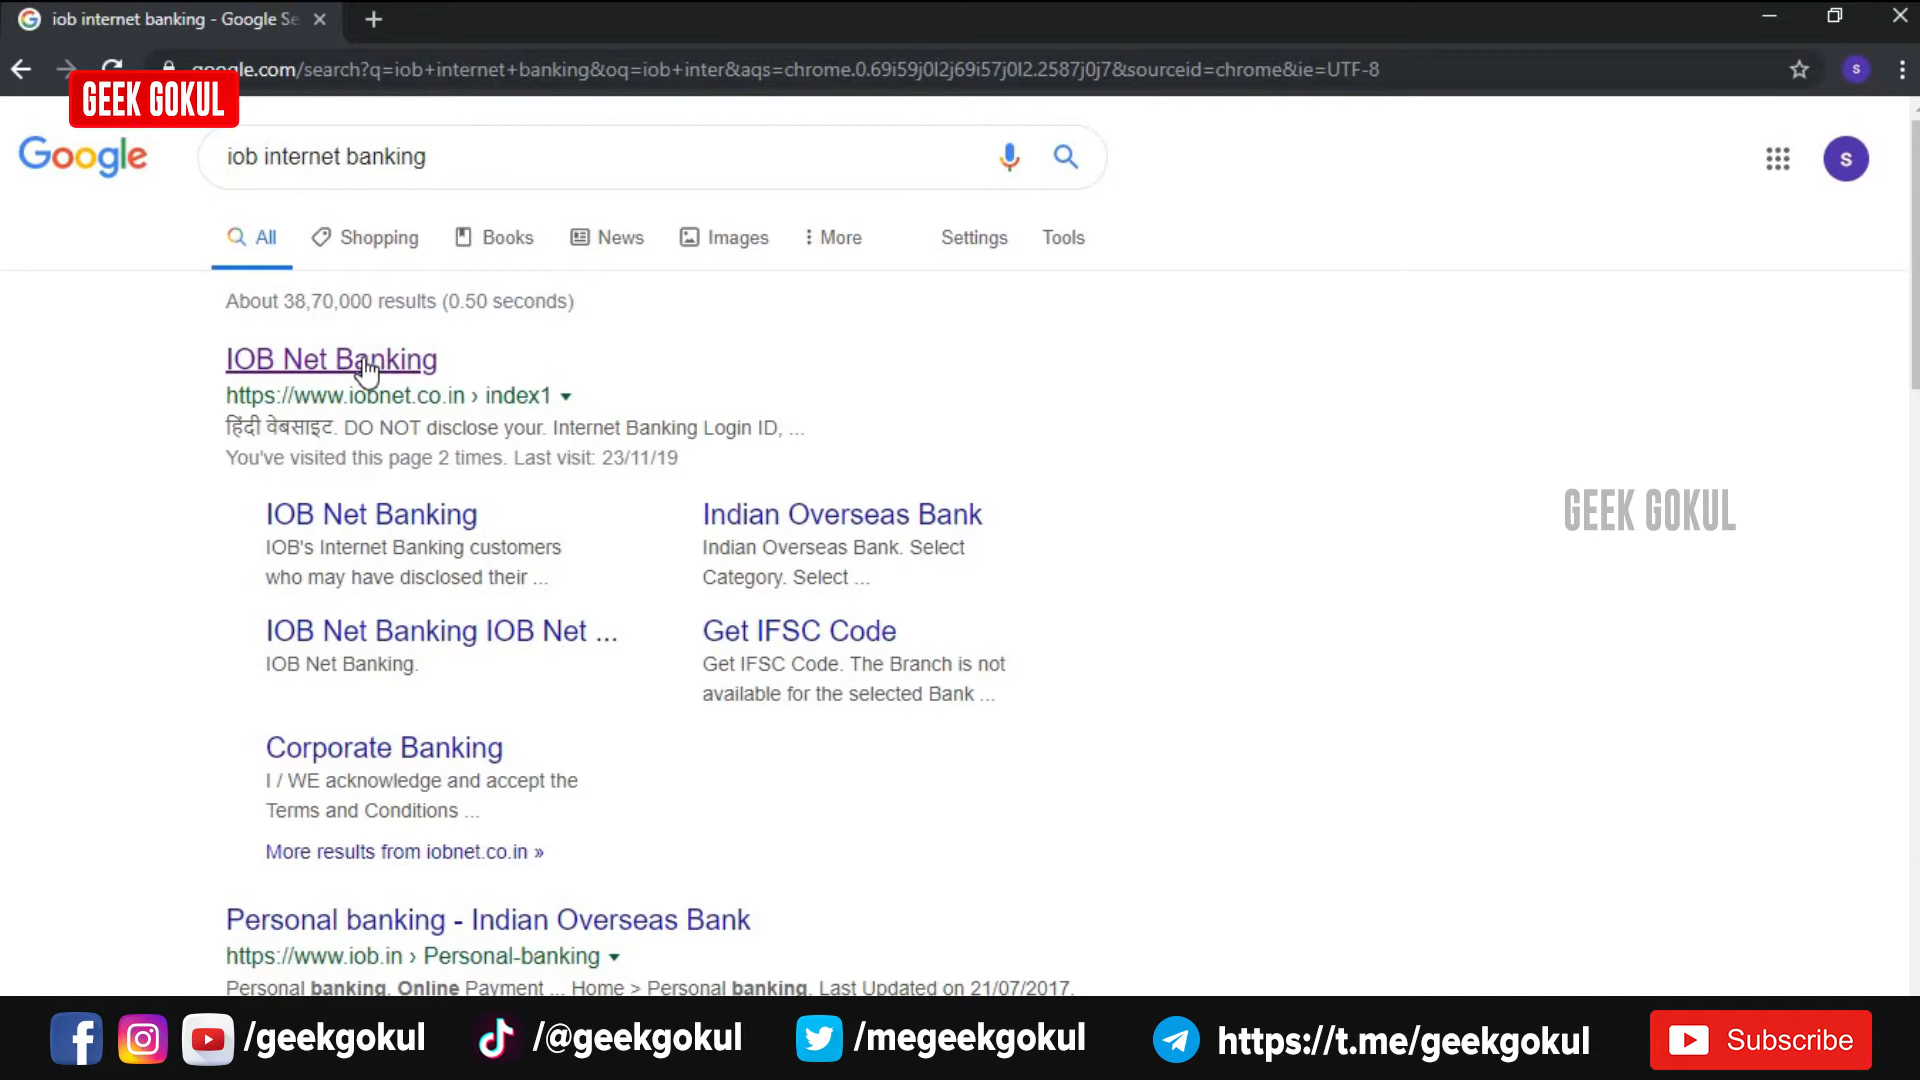 iob internet banking - Google Se
google.com/search?q=iob+internet+banking&oq=iob+inter&aqs=chrome.0.69i59j0l2j69i57j0l2.2587j0j7&sourceid=chrome&ie=UTF-8
S
GEEK GOKUL
Google
iob internet banking
S
All
Shopping
Books
News
Images
More
Settings
Tools
About 38,70,000 results (0.50 seconds)
IOB Net Banking
https://www.iobnet.co.in › index1
हिंदी वेबसाइट. DO NOT disclose your. Internet Banking Login ID, ...
You've visited this page 2 times. Last visit: 23/11/19
IOB Net Banking
IOB's Internet Banking customers
who may have disclosed their ...
Indian Overseas Bank
Indian Overseas Bank. Select
Category. Select ...
GEEK GOKUL
IOB Net Banking IOB Net ...
IOB Net Banking.
Get IFSC Code
Get IFSC Code. The Branch is not
available for the selected Bank ...
Corporate Banking
I / WE acknowledge and accept the
Terms and Conditions ...
More results from iobnet.co.in »
Personal banking - Indian Overseas Bank
https://www.iob.in › Personal-banking
Personal banking. Online Payment ... Home > Personal banking. Last Updated on 21/07/2017.
/geekgokul
/@geekgokul
/megeekgokul
https://t.me/geekgokul
Subscribe